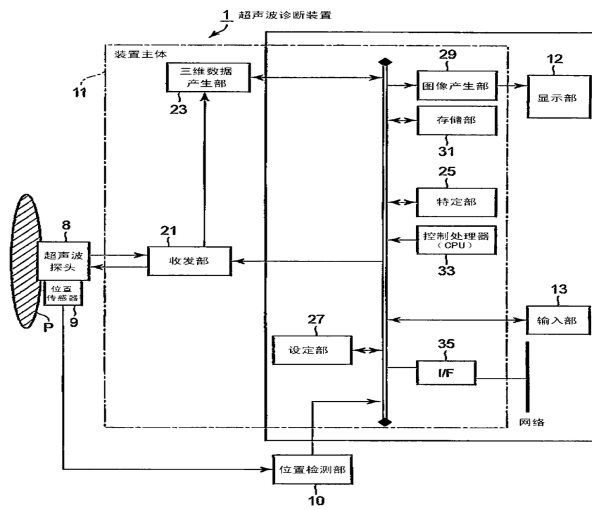 1 超声波诊断装置
装置主体
11
三维数据
产生部
23
29
图像产生部
12
显示部
存储部
31
25
特定部
8
超声波
探头
21
收发部
控制处理器
(CPU)
33
位置
传感器
9
P
27
设定部
13
输入部
35
I/F
网络
位置检测部
10